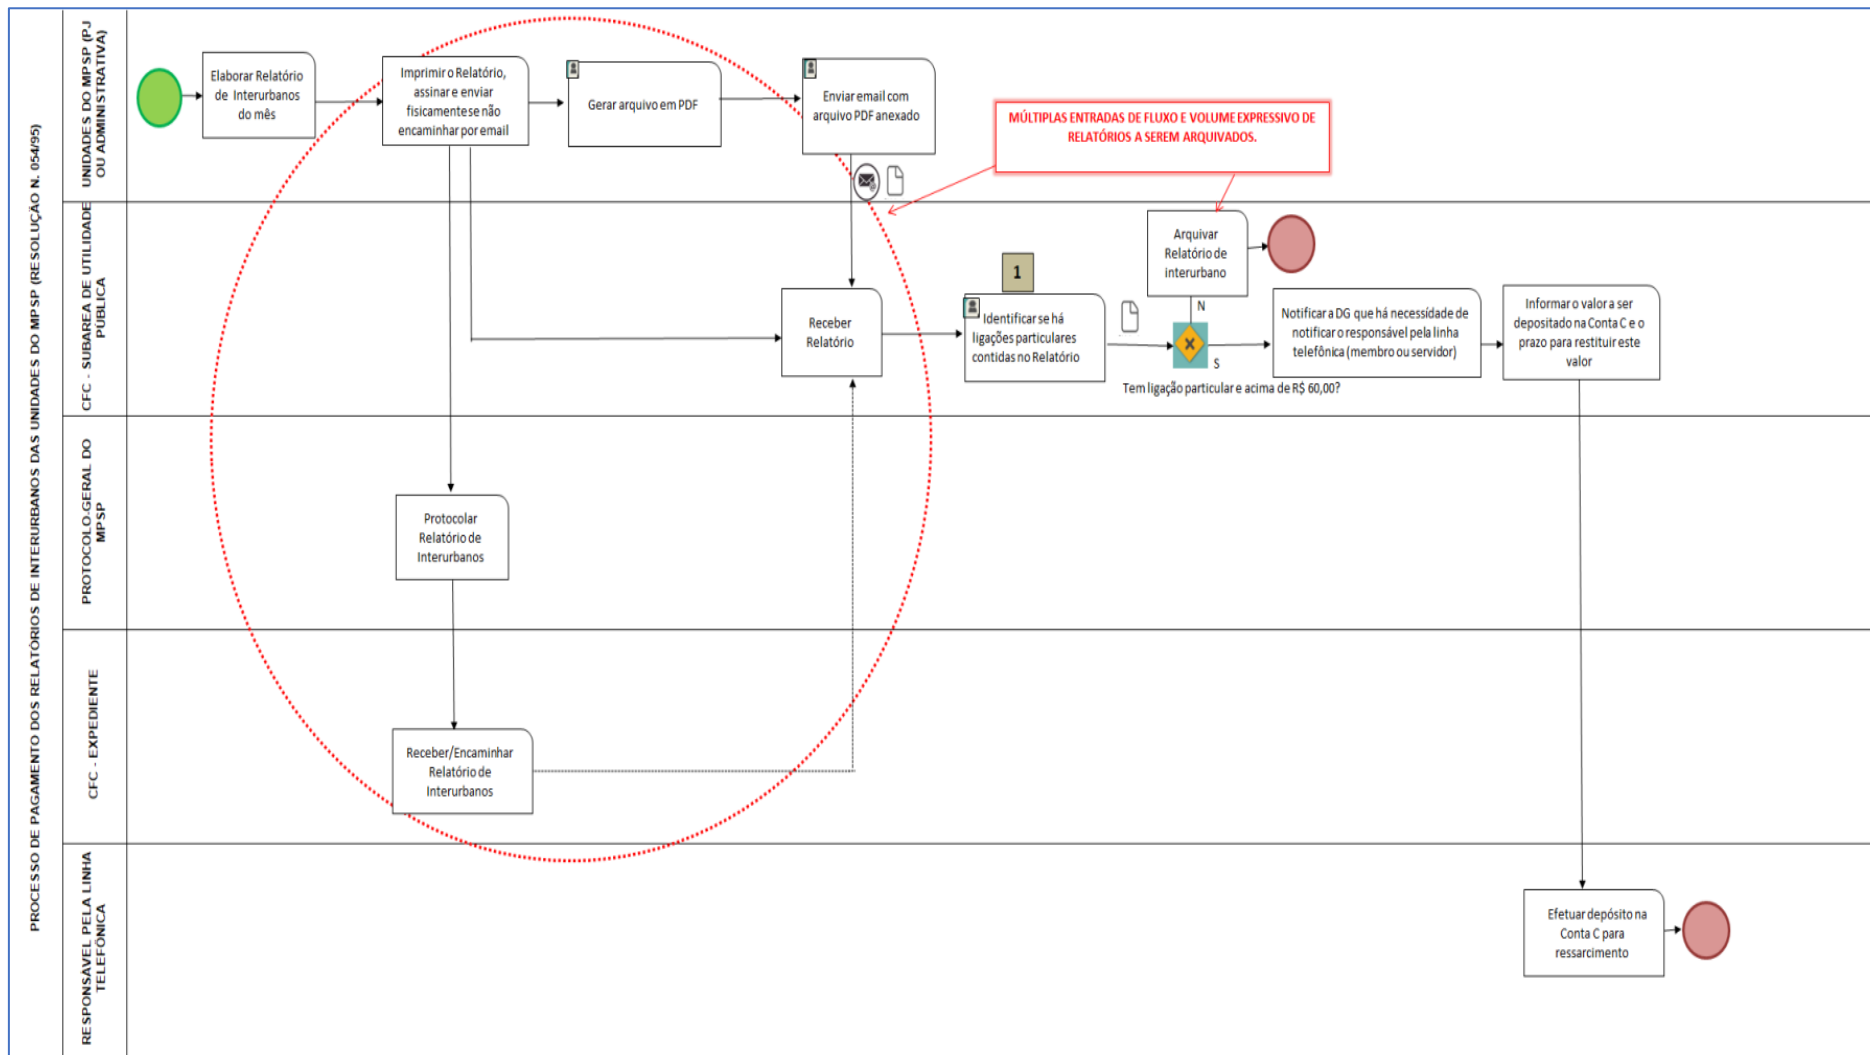 PROCESSO DE PAGAMENTO DOS RELATÓRIOS DE INTERURBANOS DAS UNIDADES DO MPSP (RESOLUÇÃO N. 054/95)
UNIDADES DO MPSP (PJ
OU ADMINISTRATIVA)
Elaborar Relatório
de Interurbanos
do mês
Imprimir o Relatório,
assinar e enviar
fisicamente se não
encaminhar por email
Gerar arquivo em PDF
Enviar email com
arquivo PDF anexado
MÚLTIPLAS ENTRADAS DE FLUXO E VOLUME EXPRESSIVO DE
RELATÓRIOS A SEREM ARQUIVADOS.
CFC - SUBAREA DE UTILIDADE
PÚBLICA
Receber
Relatório
1
Identificar se há
ligações particulares
contidas no Relatório
Arquivar
Relatório de
interurbano
N
S
Tem ligação particular e acima de R$ 60,00?
Notificar a DG que há necessidade de
notificar o responsável pela linha
telefônica (membro ou servidor)
Informar o valor a ser
depositado na Conta C e o
prazo para restituir este
valor
PROTOCOLO-GERAL DO
MPSP
Protocolar
Relatório de
Interurbanos
CFC - EXPEDIENTE
Receber/Encaminhar
Relatório de
Interurbanos
RESPONSÁVEL PELA LINHA
TELEFÔNICA
Efetuar depósito na
Conta C para
ressarcimento